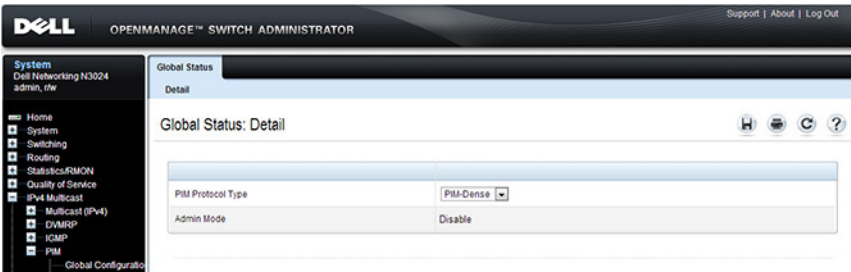 Support | About | Log Out
DELL OPENMANAGE™ SWITCH ADMINISTRATOR
System
Dell Networking N3024
admin, r/w
Home
System
Switching
Routing
Statistics/RMON
Quality of Service
IPv4 Multicast
Multicast (IPv4)
DVMRP
IGMP
PIM
Global Configuratio
Global Status
Detail
Global Status: Detail
PIM Protocol Type PIM-Dense
Admin Mode Disable